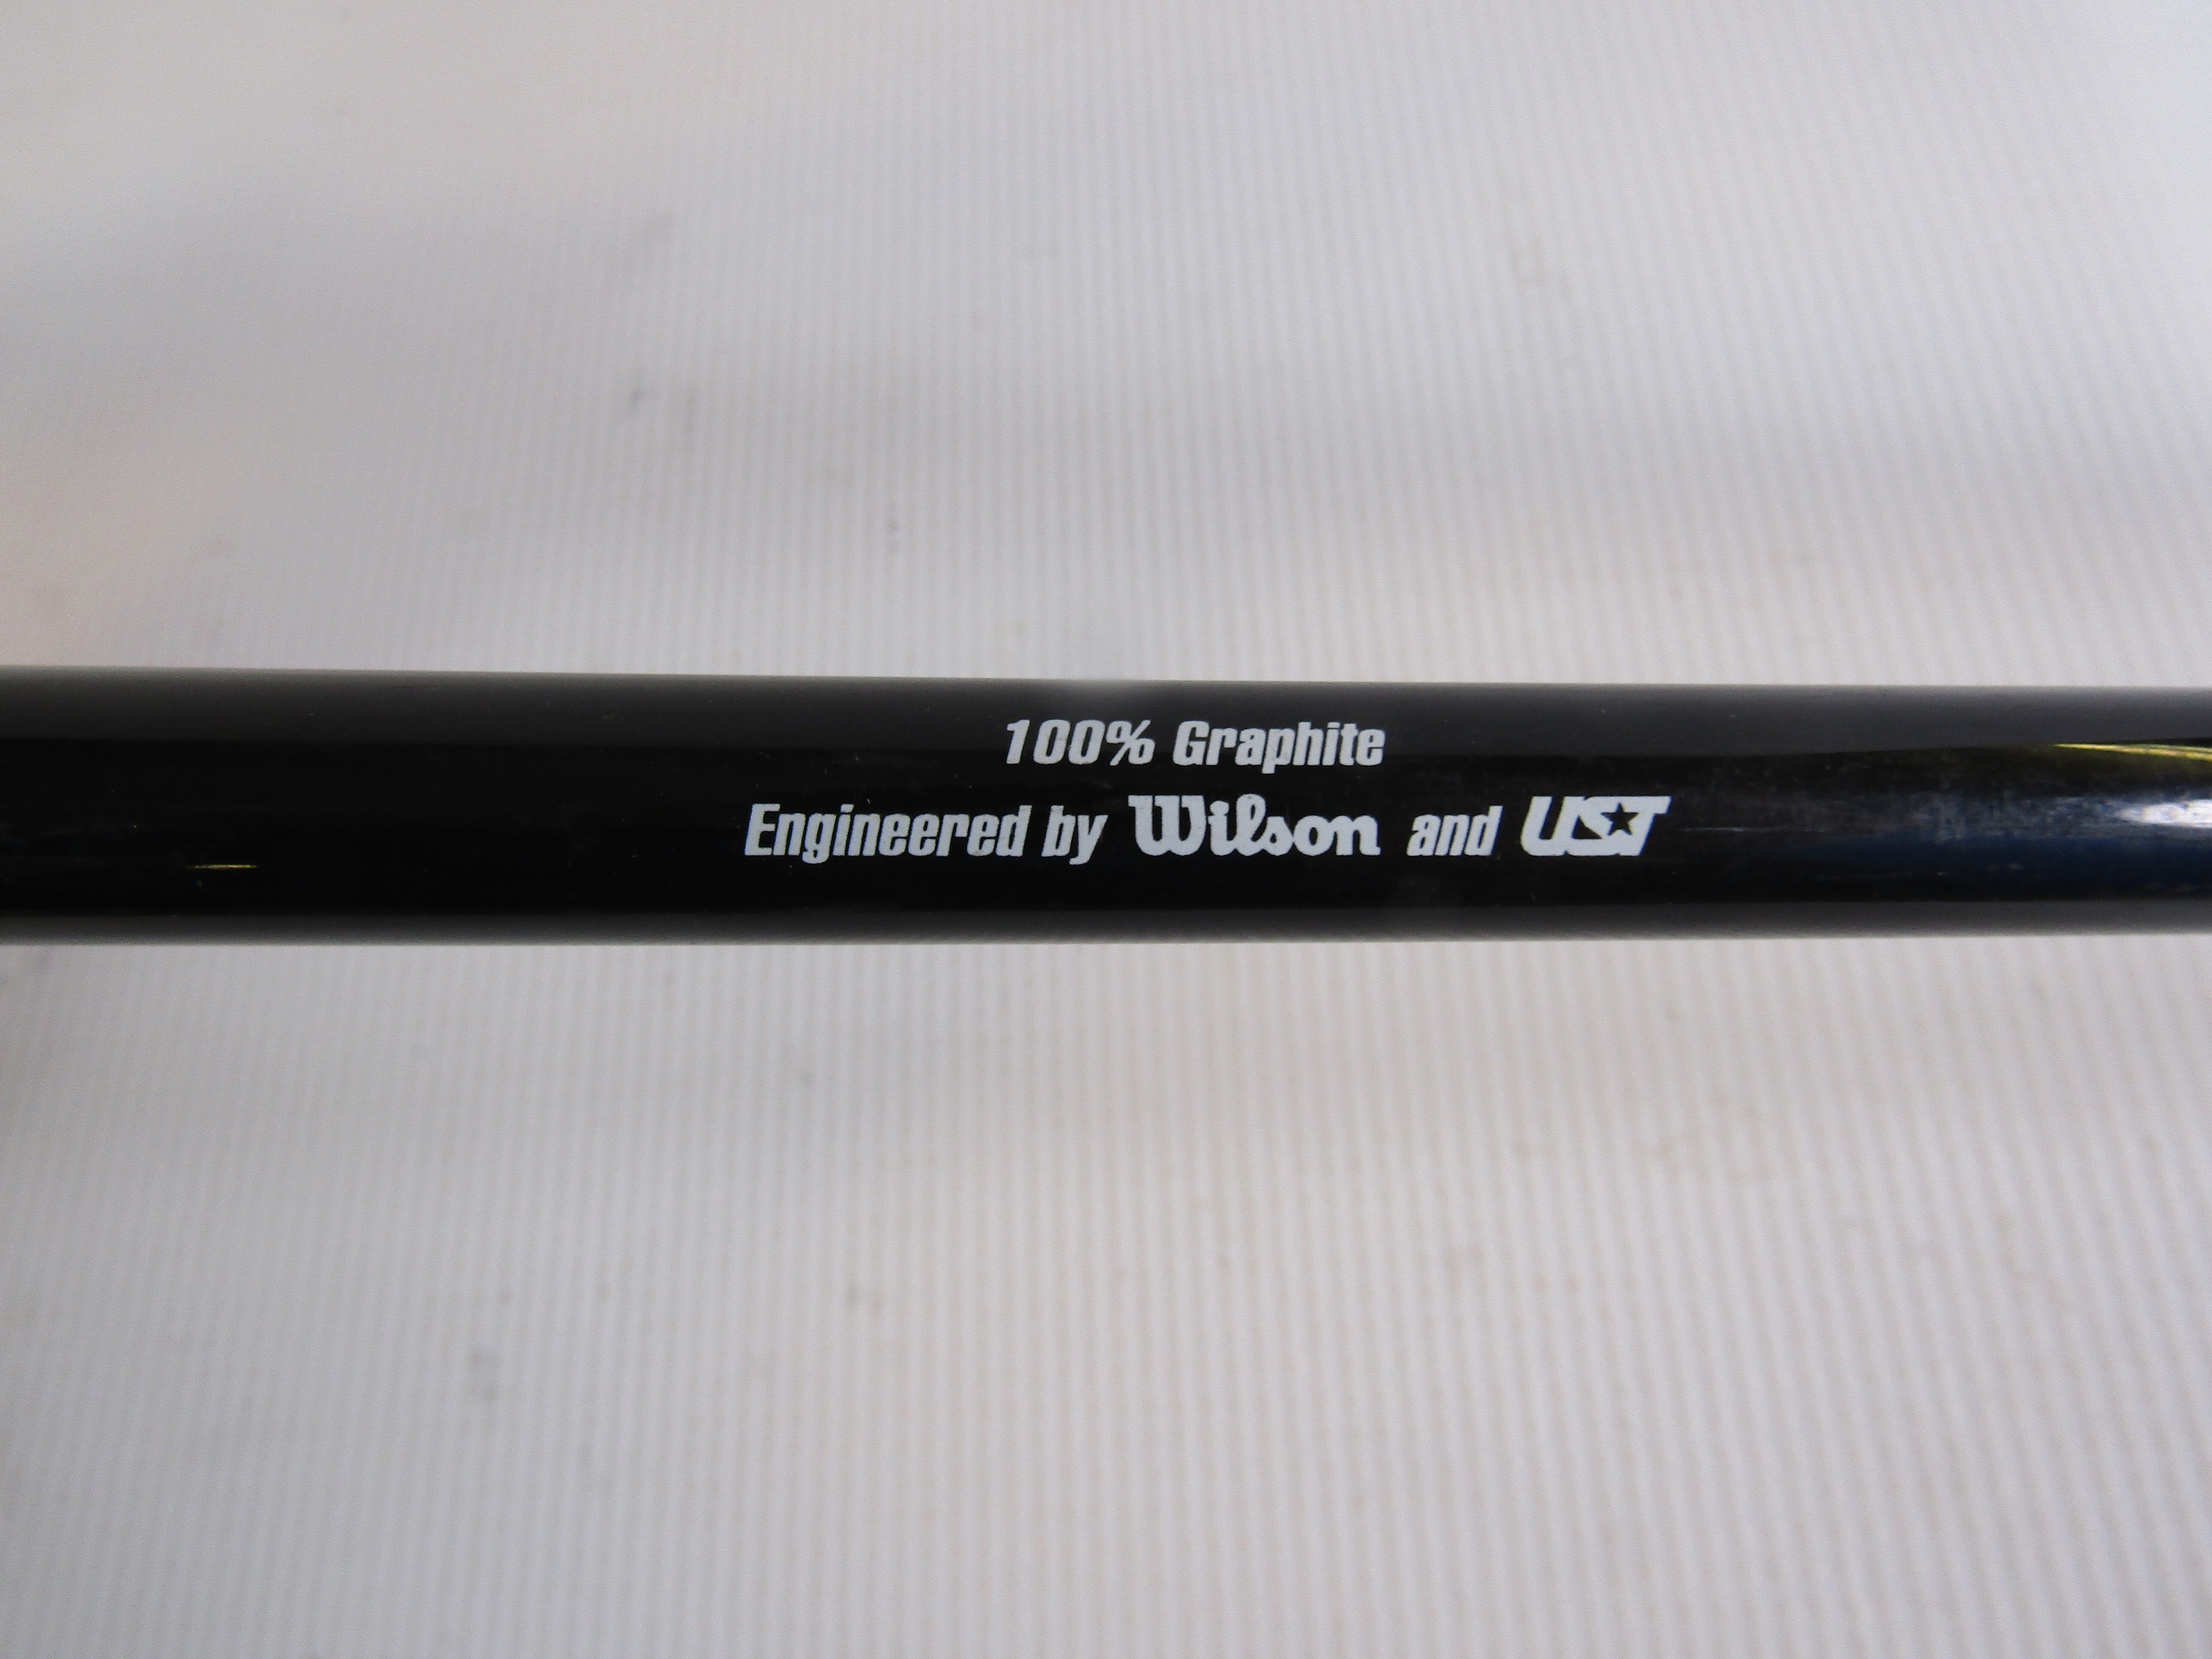 100% Graphite
Engineered by Wilson and UST